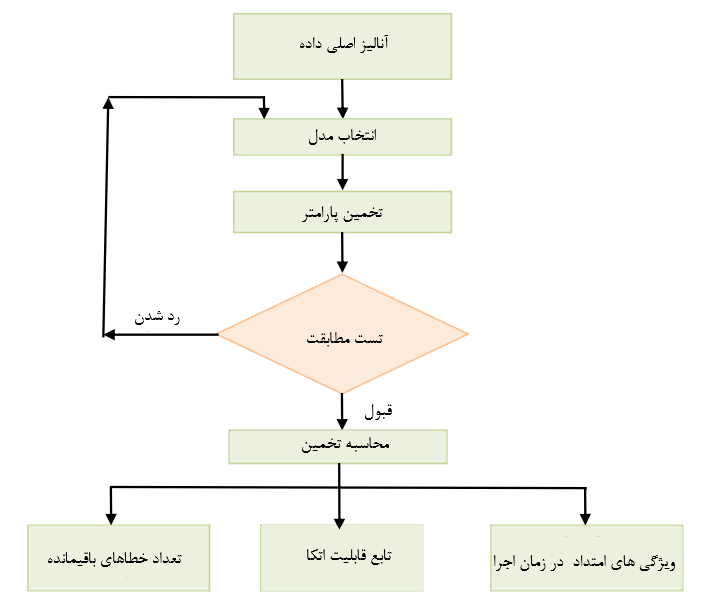 آنالیز اصلی داده
انتخاب مدل
تخمین پارامتر
تست مطابقت
رد شدن
قبول
محاسبه تخمین
ویژگی های امتداد در زمان اجرا
تابع قابلیت اتکا
تعداد خطاهای باقیمانده